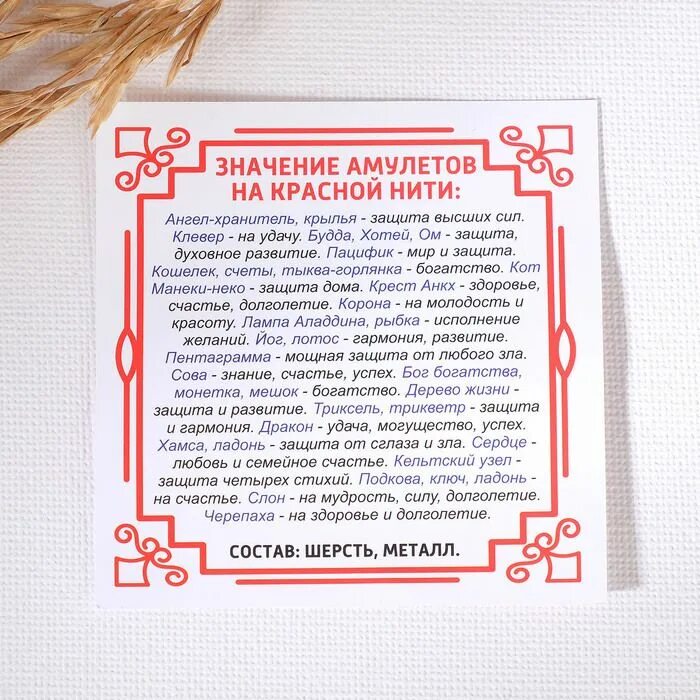 ЗНАЧЕНИЕ АМУЛЕТОВ
НА КРАСНОЙ НИТИ:
Ангел-хранитель, крылья - защита высших сил.
Клевер - на удачу. Будда, Хотей, Ом - защита,
духовное развитие. Пацифик - мир и защита.
Кошелек, счеты, тыква-горлянка - богатство. Кот
Манеки-неко - защита дома. Крест Анкх - здоровье,
счастье, долголетие. Корона - на молодость и
красоту. Лампа Аладдина, рыбка - исполнение
желаний. Йог, лотос - гармония, развитие.
Пентаграмма - мощная защита от любого зла.
Сова - знание, счастье, успех. Бог богатства,
монетка, мешок - богатство. Дерево жизни -
защита и развитие. Триксель, трикветр - защита
и гармония. Дракон - удача, могущество, успех.
Хамса, ладонь - защита от сглаза и зла. Сердце -
любовь и семейное счастье. Кельтский узел -
защита четырех стихий. Подкова, ключ, ладонь -
на счастье. Слон - на мудрость, силу, долголетие.
Черепаха - на здоровье и долголетие.
СОСТАВ: ШЕРСТЬ, МЕТАЛЛ.